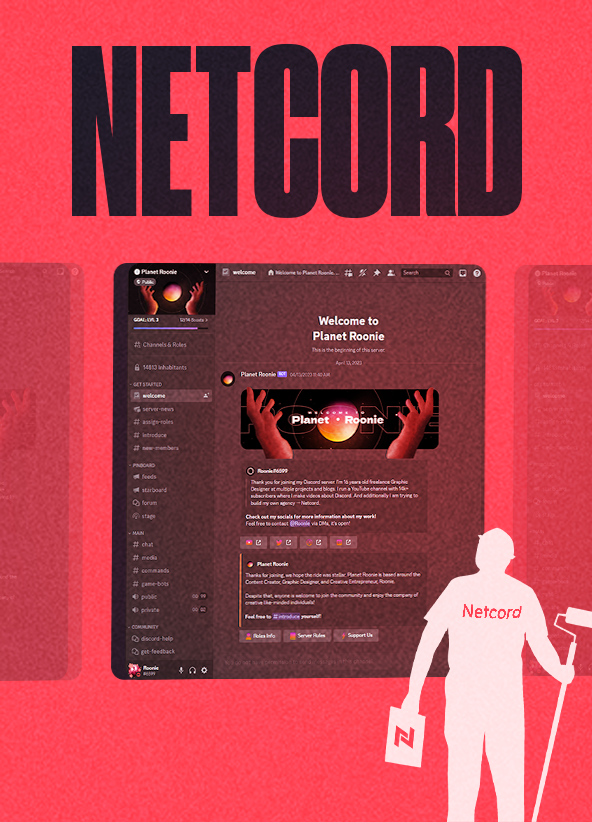 NETCORD
Planet Roonie
Public
GOAL: LVL 3
12/14 Boosts >
Channels & Roles
14813 Inhabitants
GET STARTED
welcome
server-news
assign-roles
introduce
new-members
PINBOARD
feeds
starboard
forum
stage
MAIN
chat
media
commands
game-bots
public
private
COMMUNITY
discord-help
get-feedback
Roonie
#6599
welcome
Welcome to Planet Roonie...
Search
Welcome to
Planet Roonie
This is the beginning of this server.
April 13, 2023
Planet Roonie BOT 04/13/2023 11:40 AM
WELCOME TO
Planet Roonie
Roonie#6599
Thank you for joining my Discord server. I'm 16 years old freelance Graphic
Designer at multiple projects and blogs. I run a YouTube channel with 14k+
subscribers where I make videos about Discord. And additionally I am trying to
build my own agency — Netcord.
Check out my socials for more information about my work!
Feel free to contact @Roonie via DMs, it's open!
Planet Roonie
Thanks for joining, we hope the ride was stellar. Planet Roonie is based around the
Content Creator, Graphic Designer, and Creative Entrepreneur, Roonie.
Despite that, anyone is welcome to join the community and enjoy the company of
creative like-minded individuals!
Feel free to # introduce yourself!
Roles Info
Server Rules
Support Us
Netcord